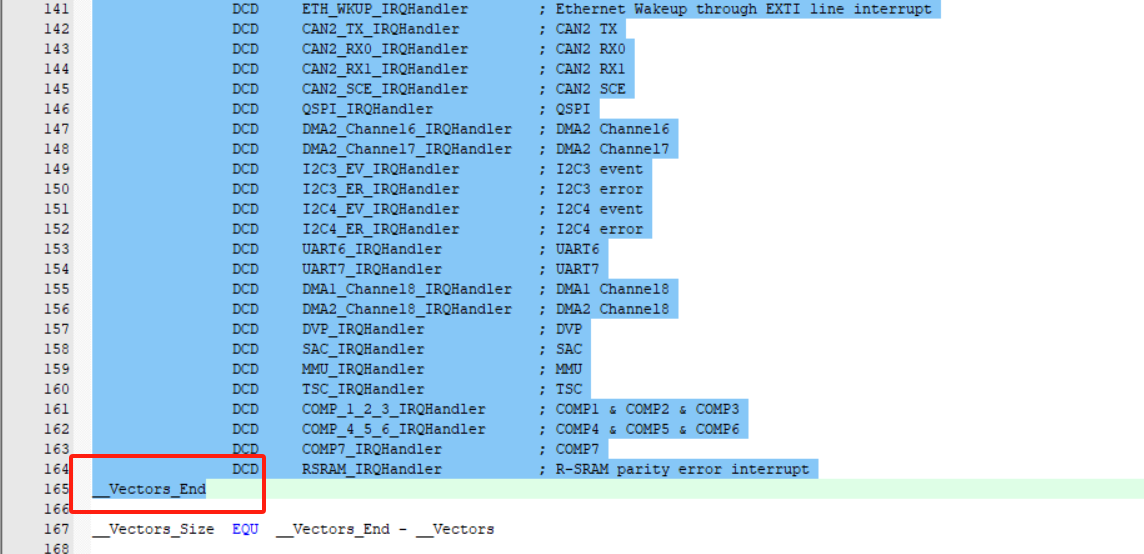 141 DCD ETH_WKUP_IRQHandler ; Ethernet Wakeup through EXTI line interrupt
142 DCD CAN2_TX_IRQHandler ; CAN2 TX
143 DCD CAN2_RX0_IRQHandler ; CAN2 RX0
144 DCD CAN2_RX1_IRQHandler ; CAN2 RX1
145 DCD CAN2_SCE_IRQHandler ; CAN2 SCE
146 DCD QSPI_IRQHandler ; QSPI
147 DCD DMA2_Channel6_IRQHandler ; DMA2 Channel6
148 DCD DMA2_Channel7_IRQHandler ; DMA2 Channel7
149 DCD I2C3_EV_IRQHandler ; I2C3 event
150 DCD I2C3_ER_IRQHandler ; I2C3 error
151 DCD I2C4_EV_IRQHandler ; I2C4 event
152 DCD I2C4_ER_IRQHandler ; I2C4 error
153 DCD UART6_IRQHandler ; UART6
154 DCD UART7_IRQHandler ; UART7
155 DCD DMA1_Channel8_IRQHandler ; DMA1 Channel8
156 DCD DMA2_Channel8_IRQHandler ; DMA2 Channel8
157 DCD DVP_IRQHandler ; DVP
158 DCD SAC_IRQHandler ; SAC
159 DCD MMU_IRQHandler ; MMU
160 DCD TSC_IRQHandler ; TSC
161 DCD COMP_1_2_3_IRQHandler ; COMP1 & COMP2 & COMP3
162 DCD COMP_4_5_6_IRQHandler ; COMP4 & COMP5 & COMP6
163 DCD COMP7_IRQHandler ; COMP7
164 DCD RSRAM_IRQHandler ; R-SRAM parity error interrupt
165 __Vectors_End
166
167 __Vectors_Size EQU __Vectors_End - __Vectors
168